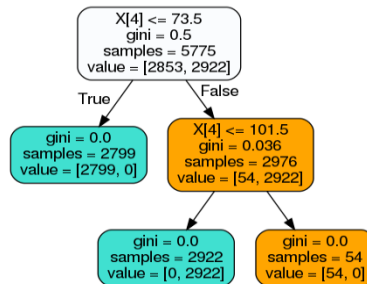 X[4] <= 73.5
gini = 0.5
samples = 5775
value = [2853, 2922]
True
False
gini = 0.0
samples = 2799
value = [2799, 0]
X[4] <= 101.5
gini = 0.036
samples = 2976
value = [54, 2922]
gini = 0.0
samples = 2922
value = [0, 2922]
gini = 0.0
samples = 54
value = [54, 0]